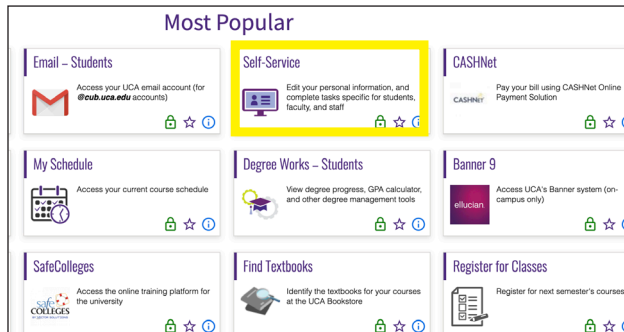 Most Popular
Email – Students
Access your UCA email account (for
@cub.uca.edu accounts)
Self-Service
Edit your personal information, and
complete tasks specific for students,
faculty, and staff
CASHNet
CASHNET
Pay your bill using CASHNet Online
Payment Solution
My Schedule
Access your current course schedule
Degree Works – Students
View degree progress, GPA calculator,
and other degree management tools
Banner 9
ellucian.
Access UCA's Banner system (on-
campus only)
SafeColleges
safe
COLLEGES
Access the online training platform for
the university
Find Textbooks
Identify the textbooks for your courses
at the UCA Bookstore
Register for Classes
Register for next semester's courses